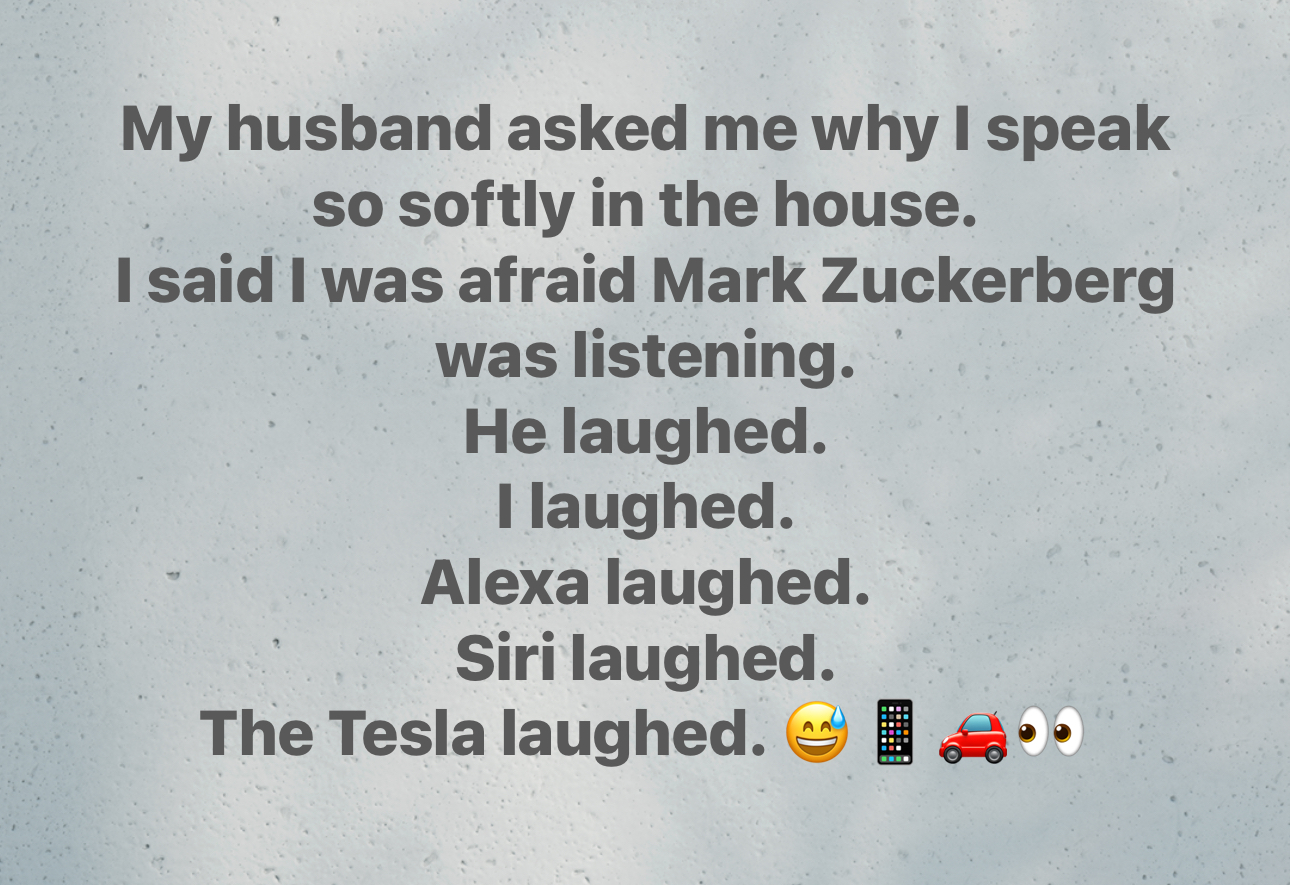 My husband asked me why I speak
so softly in the house.
I said I was afraid Mark Zuckerberg
was listening.
He laughed.
I laughed.
Alexa laughed.
Siri laughed.
The Tesla laughed. 😅 📱 🚗 👀